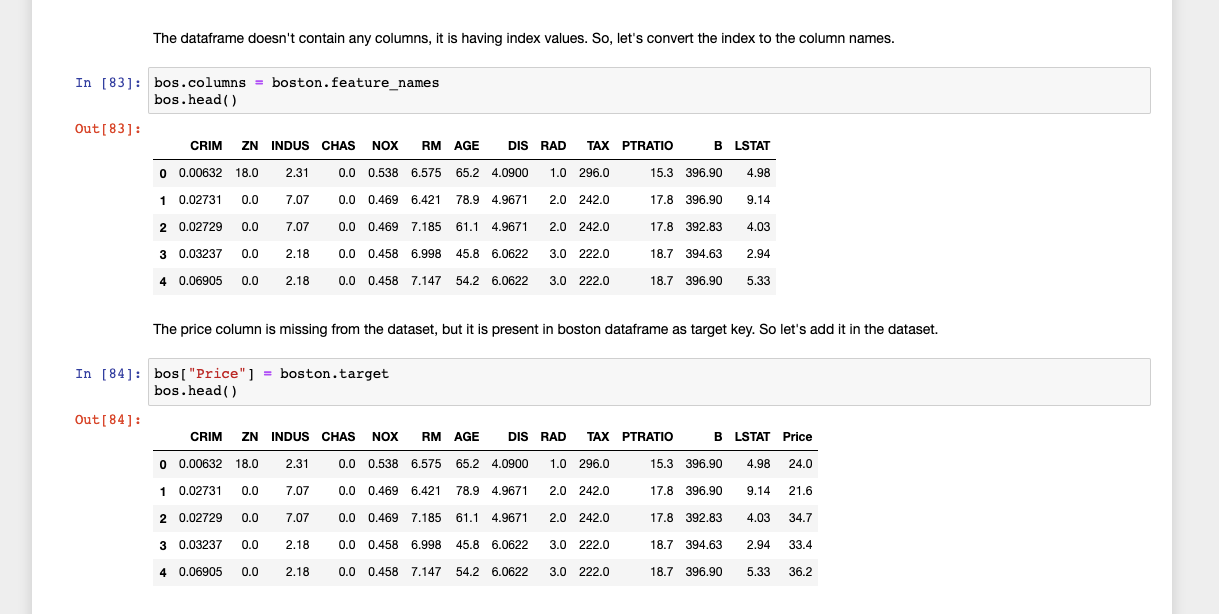 The dataframe doesn't contain any columns, it is having index values. So, let's convert the index to the column names.
In [83]: bos.columns = boston.feature_names
bos.head()
Out[83]:
CRIM ZN INDUS CHAS NOX RM AGE DIS RAD TAX PTRATIO B LSTAT
0 0.00632 18.0 2.31 0.0 0.538 6.575 65.2 4.0900 1.0 296.0 15.3 396.90 4.98
1 0.02731 0.0 7.07 0.0 0.469 6.421 78.9 4.9671 2.0 242.0 17.8 396.90 9.14
2 0.02729 0.0 7.07 0.0 0.469 7.185 61.1 4.9671 2.0 242.0 17.8 392.83 4.03
3 0.03237 0.0 2.18 0.0 0.458 6.998 45.8 6.0622 3.0 222.0 18.7 394.63 2.94
4 0.06905 0.0 2.18 0.0 0.458 7.147 54.2 6.0622 3.0 222.0 18.7 396.90 5.33
The price column is missing from the dataset, but it is present in boston dataframe as target key. So let's add it in the dataset.
In [84]: bos["Price"] = boston.target
bos.head()
Out[84]:
CRIM ZN INDUS CHAS NOX RM AGE DIS RAD TAX PTRATIO B LSTAT Price
0 0.00632 18.0 2.31 0.0 0.538 6.575 65.2 4.0900 1.0 296.0 15.3 396.90 4.98 24.0
1 0.02731 0.0 7.07 0.0 0.469 6.421 78.9 4.9671 2.0 242.0 17.8 396.90 9.14 21.6
2 0.02729 0.0 7.07 0.0 0.469 7.185 61.1 4.9671 2.0 242.0 17.8 392.83 4.03 34.7
3 0.03237 0.0 2.18 0.0 0.458 6.998 45.8 6.0622 3.0 222.0 18.7 394.63 2.94 33.4
4 0.06905 0.0 2.18 0.0 0.458 7.147 54.2 6.0622 3.0 222.0 18.7 396.90 5.33 36.2